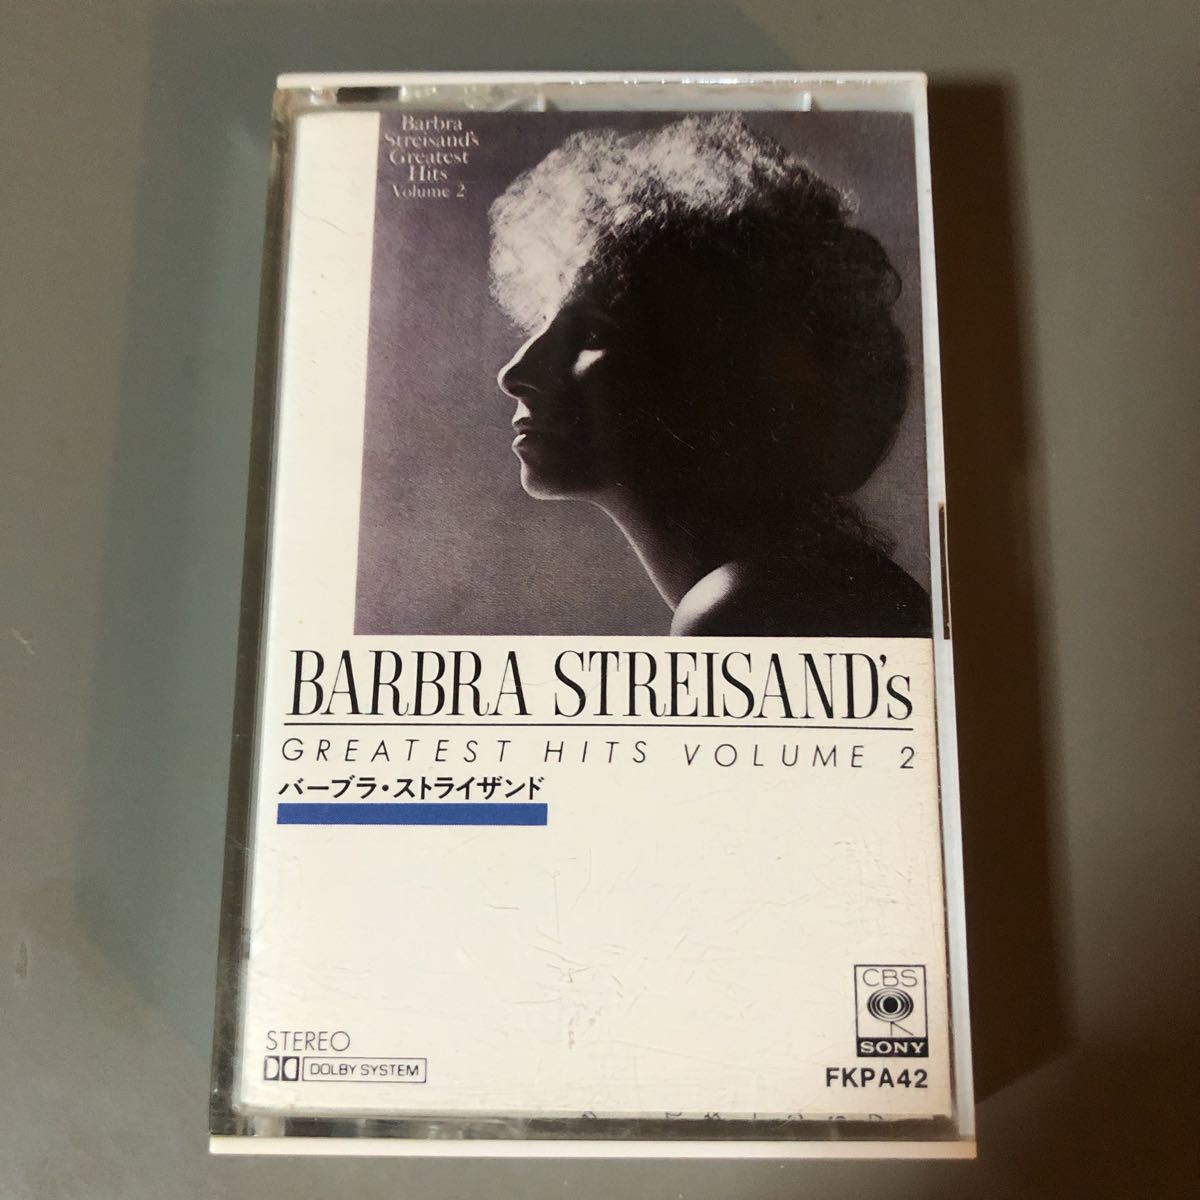 Barbra
Streisand's
Greatest
Hits
Volume 2
BARBRA STREISAND's
GREATEST HITS VOLUME 2
バーブラ・ストライザンド
CBS
SONY
STEREO
DOLBY SYSTEM
FKPA42